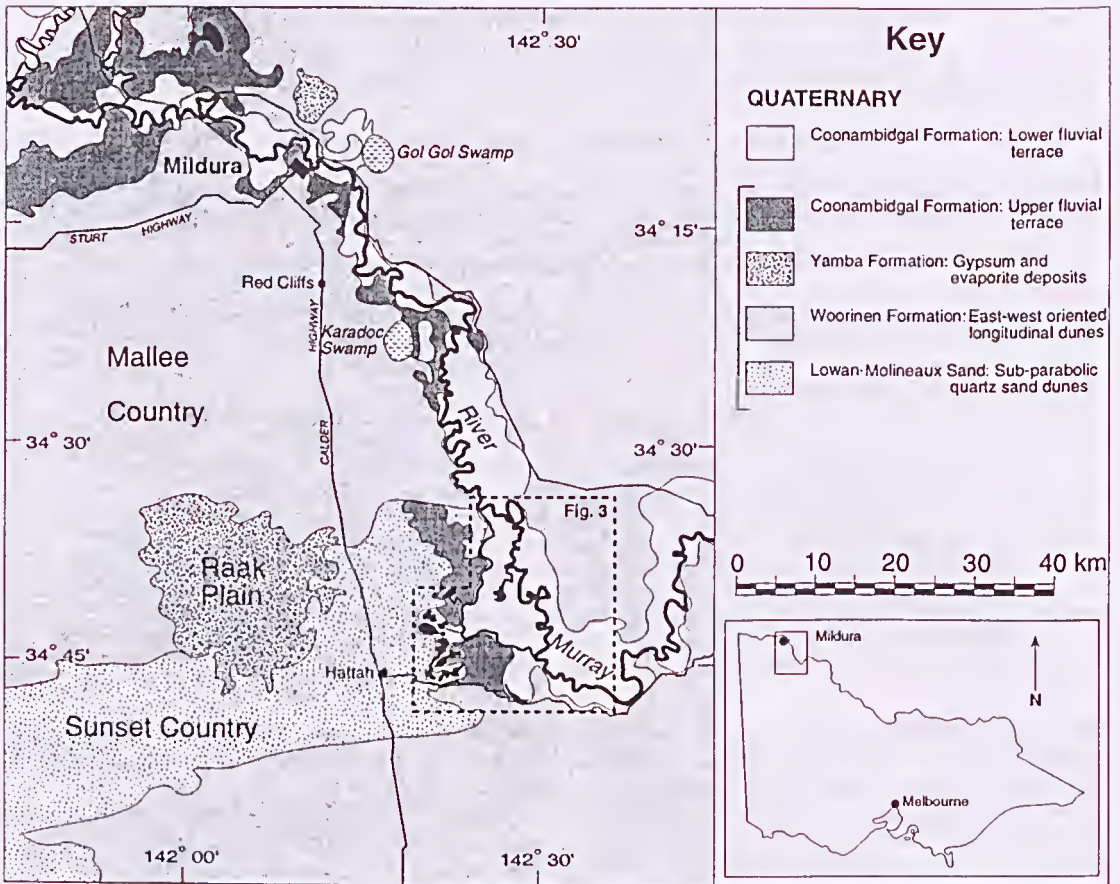 142° 30'
Gol Gol Swamp
Mildura
STURT HIGHWAY
34° 15'
Red Cliffs
HIGHWAY
Karadoc
Swamp
Mallee
Country
River
CALDER
34° 30'
34° 30'
Fig. 3
Raak
Plain
34° 45'
Hattah
Murray
Sunset Country
142° 00'
142° 30'
Key
QUATERNARY
Coonambidgal Formation: Lower fluvial
terrace
Coonambidgal Formation: Upper fluvial
terrace
Yamba Formation: Gypsum and
evaporite deposits
Woorinen Formation: East-west oriented
longitudinal dunes
Lowan-Molineaux Sand: Sub-parabolic
quartz sand dunes
0 10 20 30 40 km
Mildura
N
Melbourne